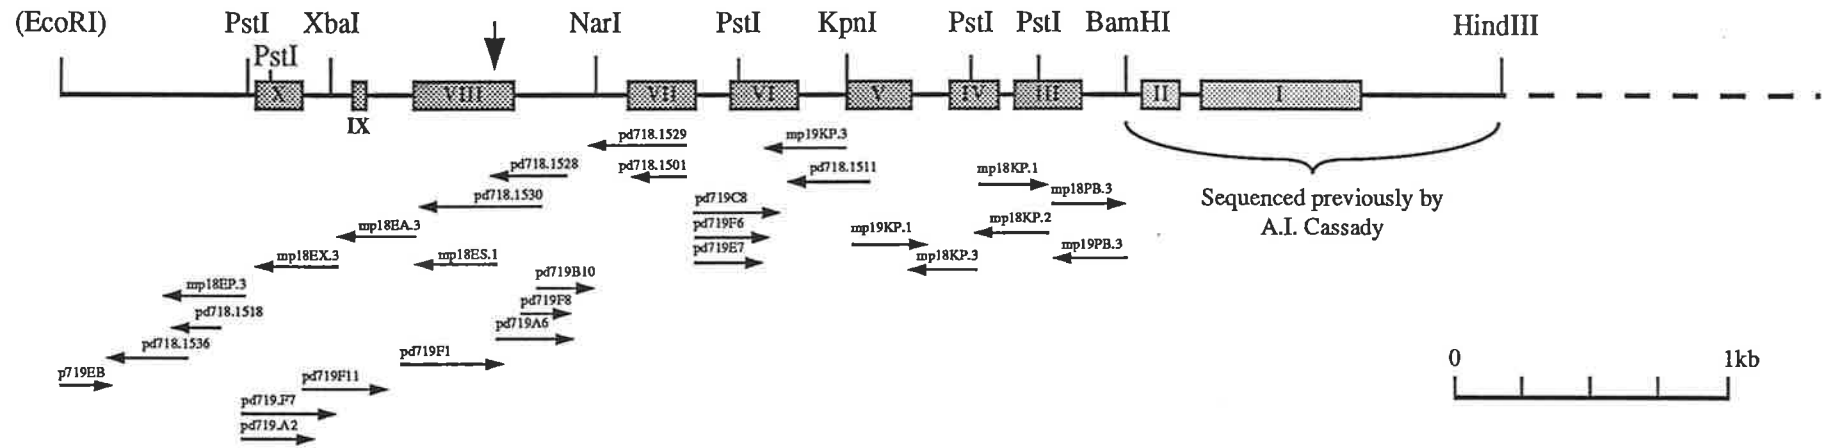 (EcoRI) PstI XbaI NarI PstI KpnI PstI PstI BamHI HindIII
PstI
X VIII VII VI V IV III II I
IX
pd718.1529 mp19KP.3
pd718.1528 pd718.1501 pd718.1511
mp18KP.1
pd718.1530 pd719C8 mp18PB.3
Sequenced previously by
mp18EA.3 pd719F6 mp19KP.1 mp18KP.2
A.I. Cassady
mp18EX.3 mp18ES.1 pd719E7 mp18KP.3 mp19PB.3
mp18EP.3 pd719B10
pd718.1518 pd719F8
pd719A6
pd718.1536 pd719F1
0 1kb
p719EB pd719F11
pd719.F7
pd719.A2